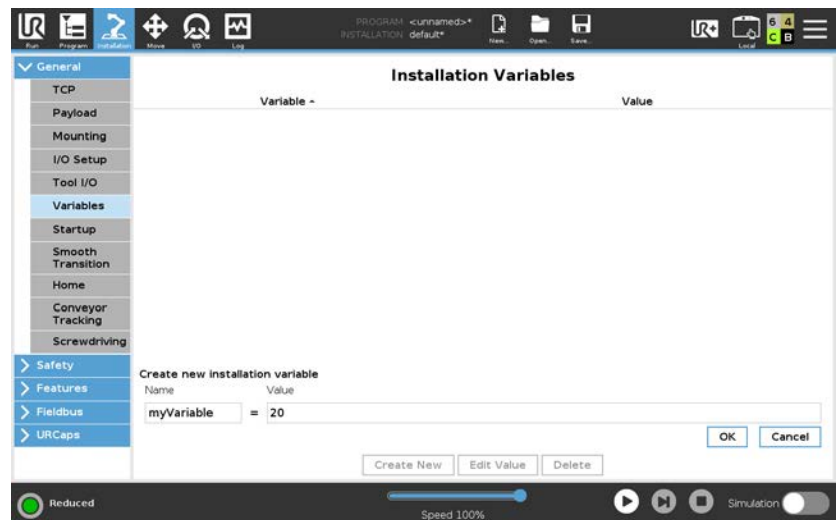 UR
PROGRAM <unnamed>*
INSTALLATION default*
UR+
6 4
C B
Run
Program
Installation
Move
I/O
Log
New...
Open...
Save...
Local
General
TCP
Payload
Mounting
I/O Setup
Tool I/O
Variables
Startup
Smooth
Transition
Home
Conveyor
Tracking
Screwdriving
Safety
Features
Fieldbus
URCaps
Installation Variables
Variable
Value
Create new installation variable
Name Value
myVariable = 20
OK Cancel
Create New Edit Value Delete
Reduced
Speed 100%
Simulation